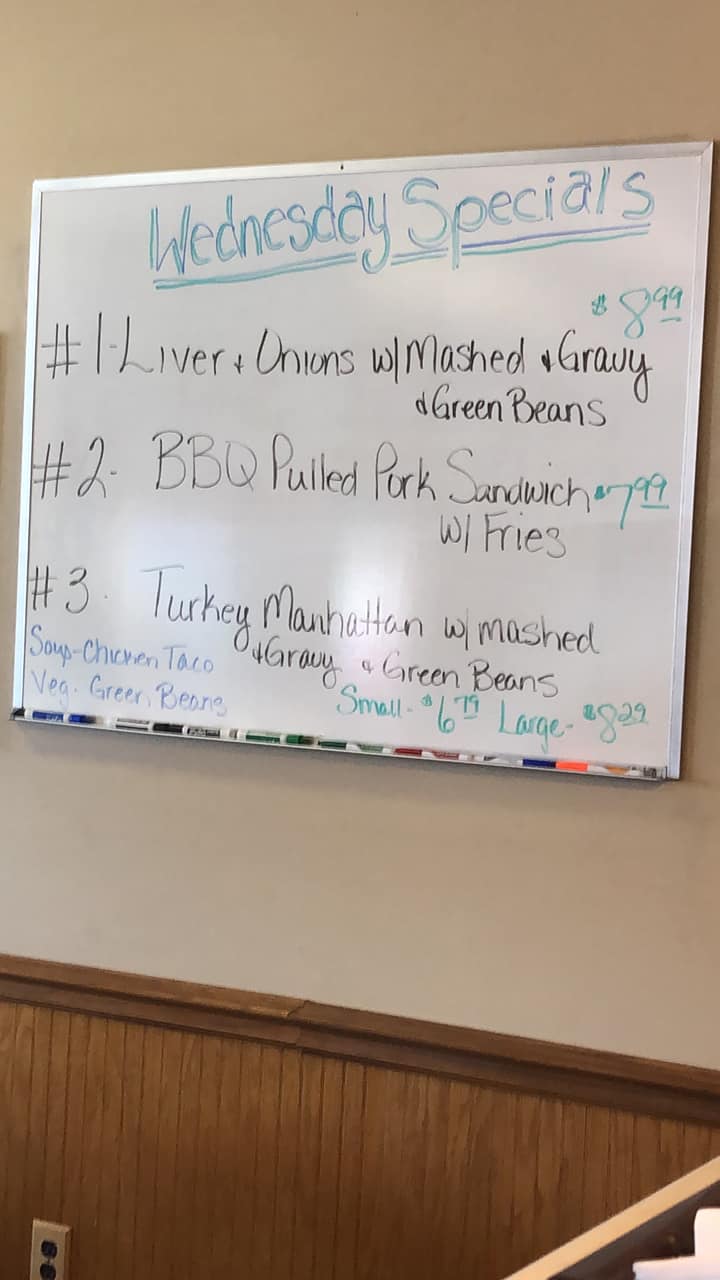 Wednesday Specials
$8.99
#1-Liver & Onions w/Mashed & Gravy
& Green Beans
#2- BBQ Pulled Pork Sandwich $7.99
w/ Fries
#3- Turkey Manhattan w/mashed
& Gravy & Green Beans
Small- $6.79 Large- $8.29
Soup-Chicken Taco
Veg. Green Beans